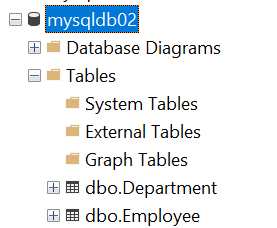 mysqldb02
Database Diagrams
Tables
System Tables
External Tables
Graph Tables
dbo.Department
dbo.Employee